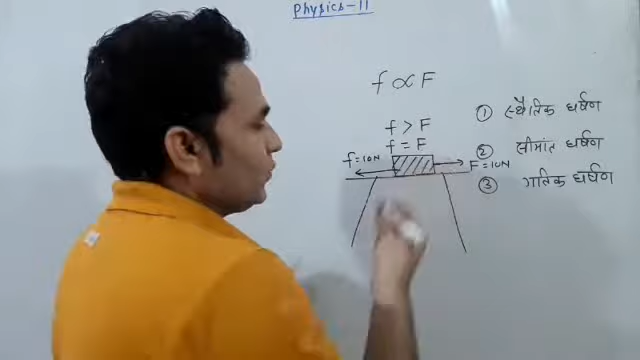 Physics-11
f ∝ F
f > F
f = F
f=10N
F=10N
① स्थैतिक घर्षण
② सीमांत घर्षण
③ गतिक घर्षण